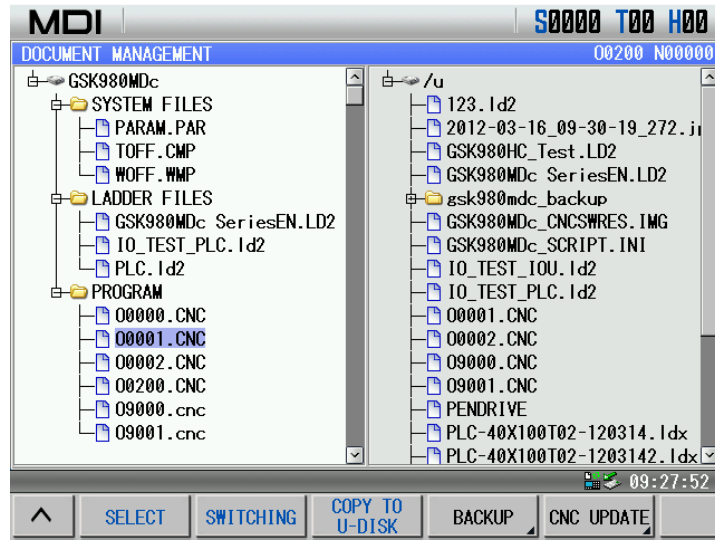 MDI
S0000 T00 H00
DOCUMENT MANAGEMENT
O0200 N00000
GSK980MDc
SYSTEM FILES
PARAM.PAR
TOFF.CMP
WOFF.WMP
LADDER FILES
GSK980MDc SeriesEN.LD2
IO_TEST_PLC.ld2
PLC.ld2
PROGRAM
O0000.CNC
O0001.CNC
O0002.CNC
O0200.CNC
O9000.cnc
O9001.cnc
/u
123.ld2
2012-03-16_09-30-19_272.j
GSK980HC_Test.LD2
GSK980MDc SeriesEN.LD2
gsk980mdc_backup
GSK980MDc_CNCSWRES.IMG
GSK980MDc_SCRIPT.INI
IO_TEST_IOU.ld2
IO_TEST_PLC.ld2
O0001.CNC
O0002.CNC
O9000.CNC
O9001.CNC
PENDRIVE
PLC-40X100T02-120314.ldx
PLC-40X100T02-1203142.ldx
09:27:52
SELECT
SWITCHING
COPY TO
U-DISK
BACKUP
CNC UPDATE